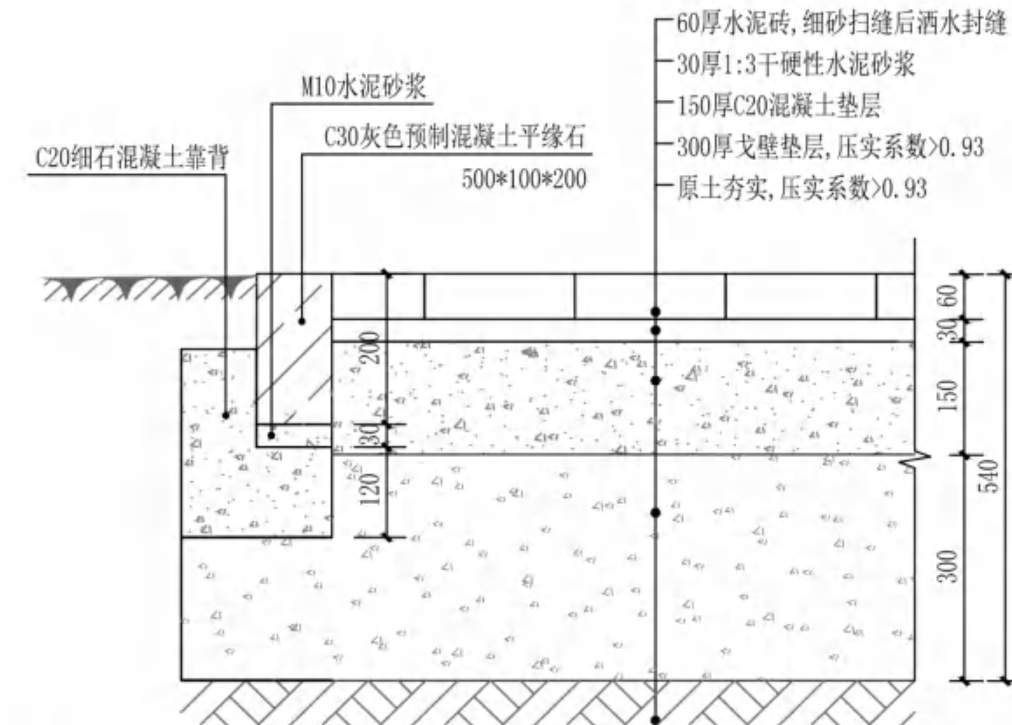 60厚水泥砖,细砂扫缝后洒水封缝
30厚1:3干硬性水泥砂浆
150厚C20混凝土垫层
300厚戈壁垫层,压实系数>0.93
原土夯实,压实系数>0.93
M10水泥砂浆
C30灰色预制混凝土平缘石
500*100*200
C20细石混凝土靠背
200
30
120
60
30
150
300
540